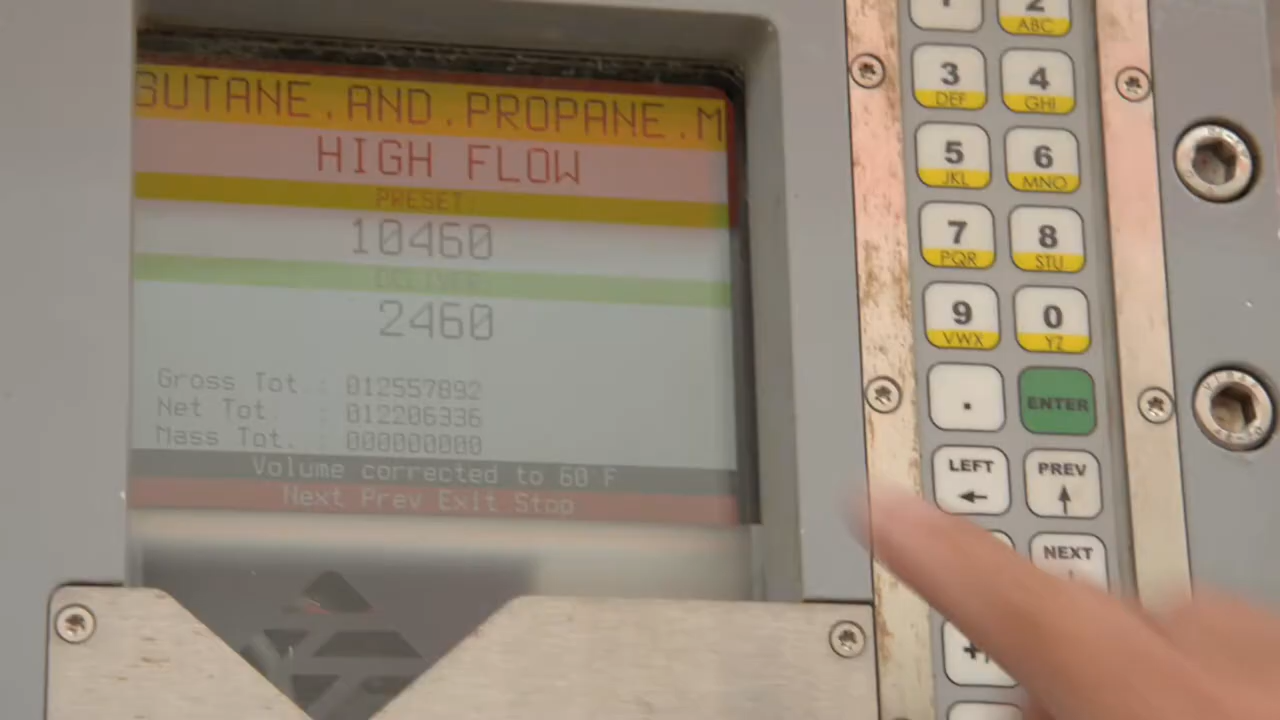 BUTANE.AND.PROPANE.M
HIGH FLOW
PRESET
10460
DELIVER
2460
Gross Tot. : 012557892
Net Tot. : 012206336
Mass Tot. : 000000000
Volume corrected to 60°F
Next Prev Exit Stop
1 2
ABC
3 4
DEF GHI
5 6
JKL MNO
7 8
PQR STU
9 0
VWX YZ
. ENTER
LEFT PREV
NEXT